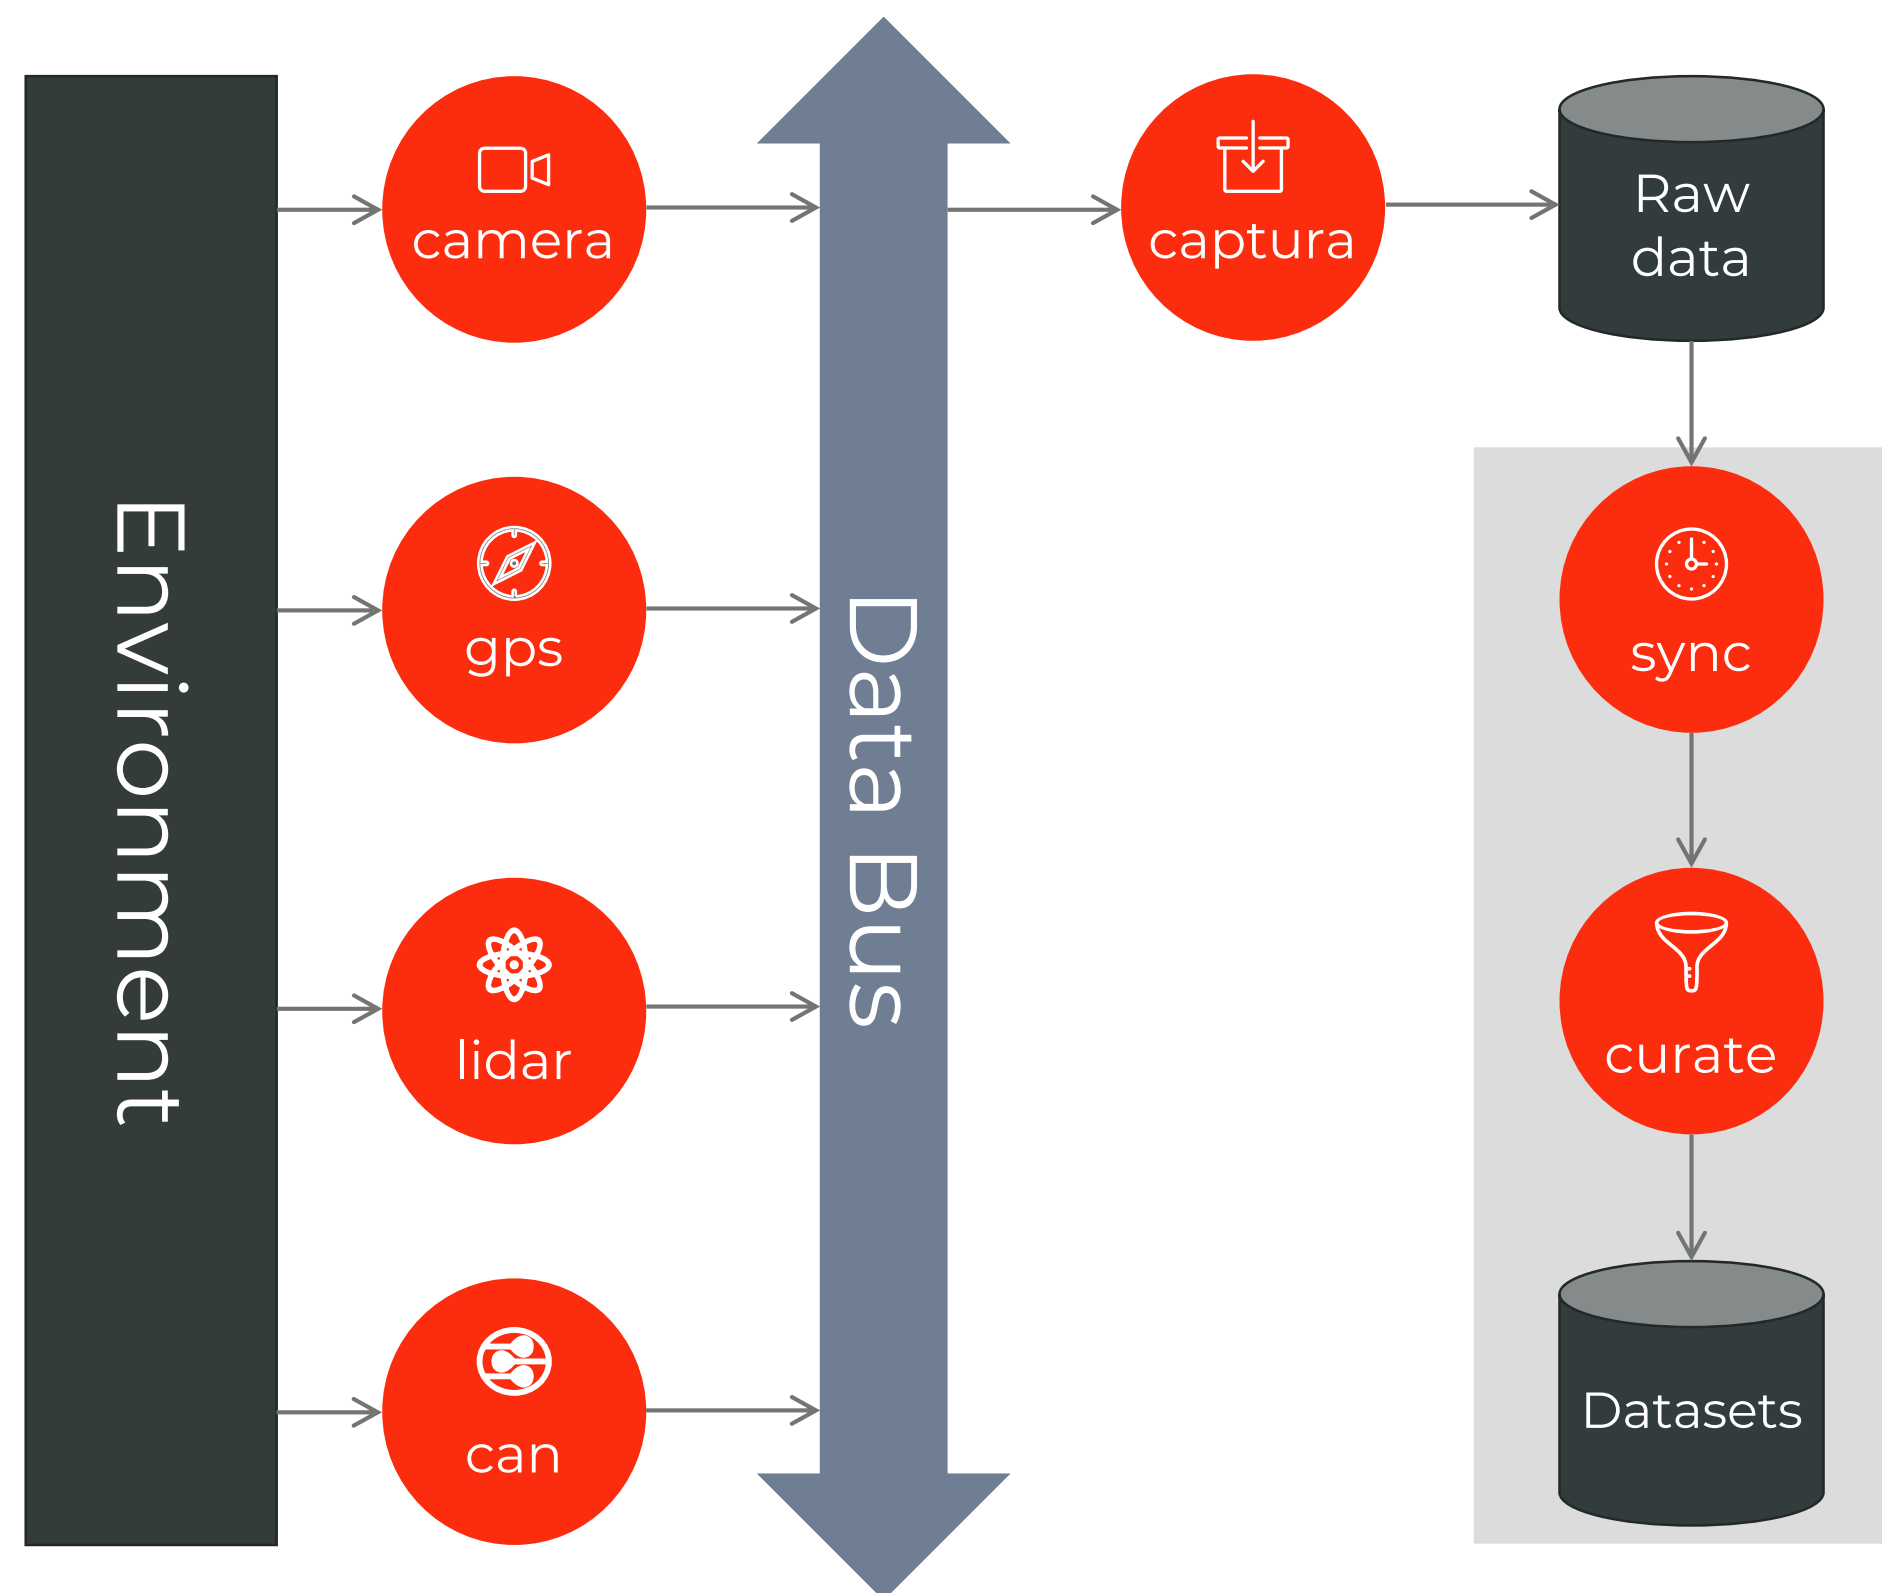 Environment
camera
gps
lidar
can
Data Bus
captura
Raw
data
sync
curate
Datasets